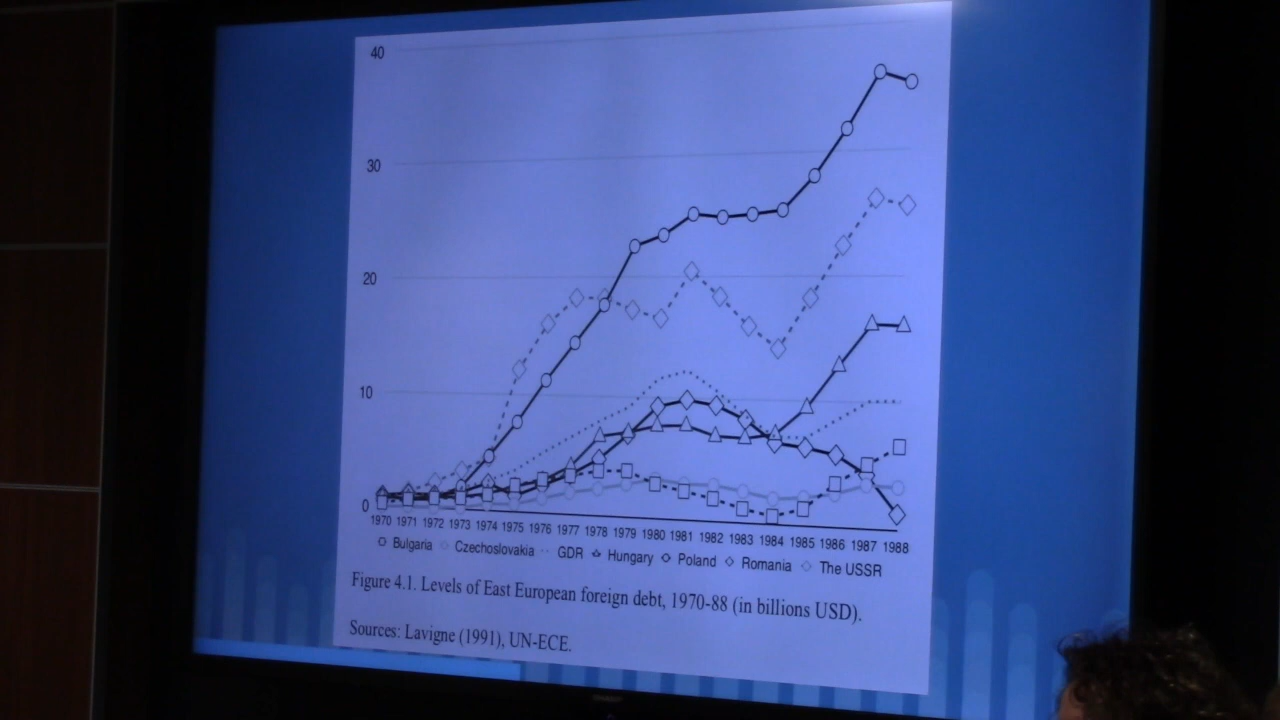 40
30
20
10
0
1970 1971 1972 1973 1974 1975 1976 1977 1978 1979 1980 1981 1982 1983 1984 1985 1986 1987 1988
Bulgaria Czechoslovakia GDR Hungary Poland Romania The USSR
Figure 4.1. Levels of East European foreign debt, 1970-88 (in billions USD).
Sources: Lavigne (1991), UN-ECE.